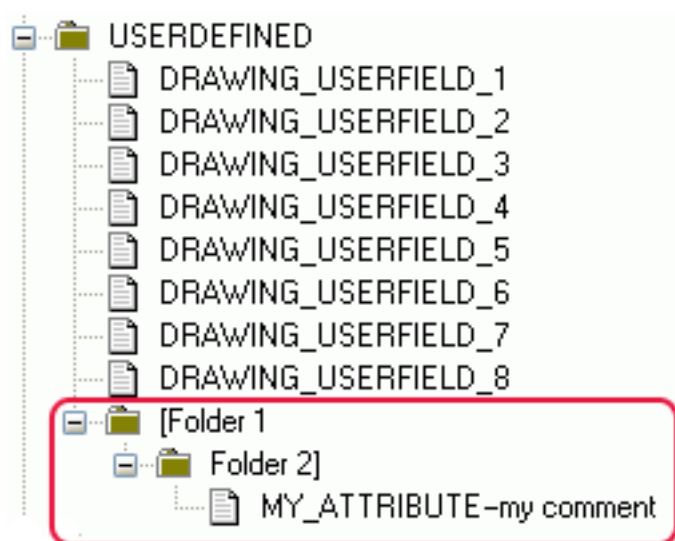 USERDEFINED
DRAWING_USERFIELD_1
DRAWING_USERFIELD_2
DRAWING_USERFIELD_3
DRAWING_USERFIELD_4
DRAWING_USERFIELD_5
DRAWING_USERFIELD_6
DRAWING_USERFIELD_7
DRAWING_USERFIELD_8
[Folder 1
Folder 2]
MY_ATTRIBUTE-my comment